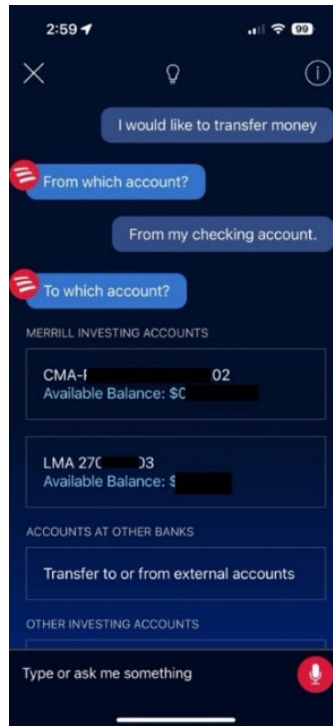 2:59
99
I would like to transfer money
From which account?
From my checking account.
To which account?
MERRILL INVESTING ACCOUNTS
CMA- 02
Available Balance: $
LMA 270 03
Available Balance: $
ACCOUNTS AT OTHER BANKS
Transfer to or from external accounts
OTHER INVESTING ACCOUNTS
Type or ask me something